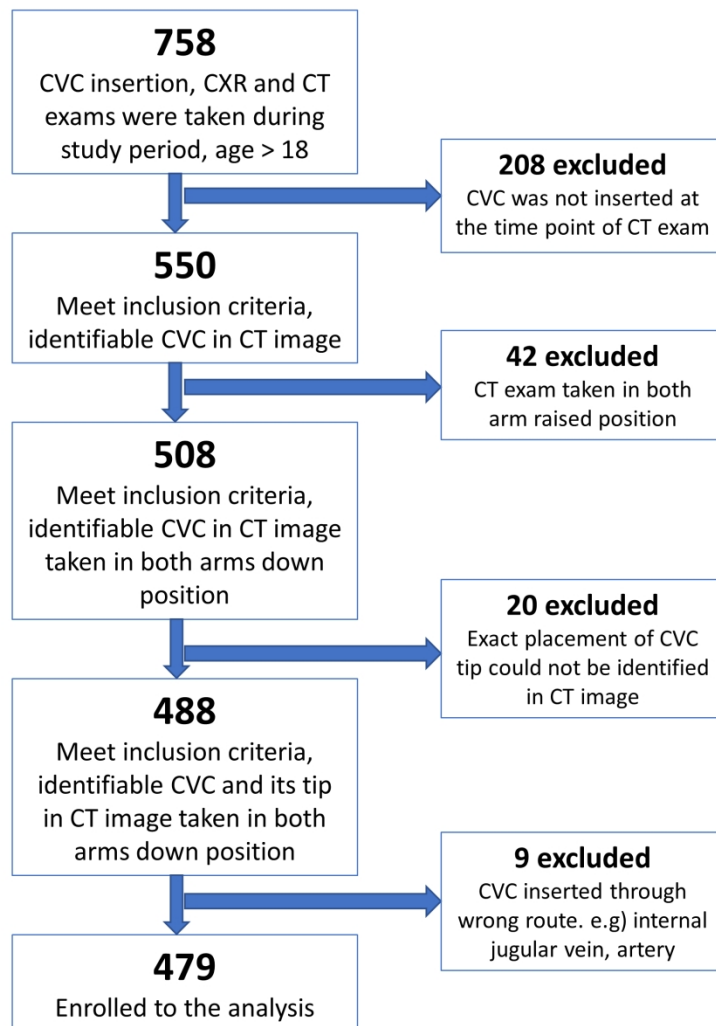 758
CVC insertion, CXR and CT
exams were taken during
study period, age > 18
208 excluded
CVC was not inserted at
the time point of CT exam
550
Meet inclusion criteria,
identifiable CVC in CT image
42 excluded
CT exam taken in both
arm raised position
508
Meet inclusion criteria,
identifiable CVC in CT image
taken in both arms down
position
20 excluded
Exact placement of CVC
tip could not be identified
in CT image
488
Meet inclusion criteria,
identifiable CVC and its tip
in CT image taken in both
arms down position
9 excluded
CVC inserted through
wrong route. e.g) internal
jugular vein, artery
479
Enrolled to the analysis